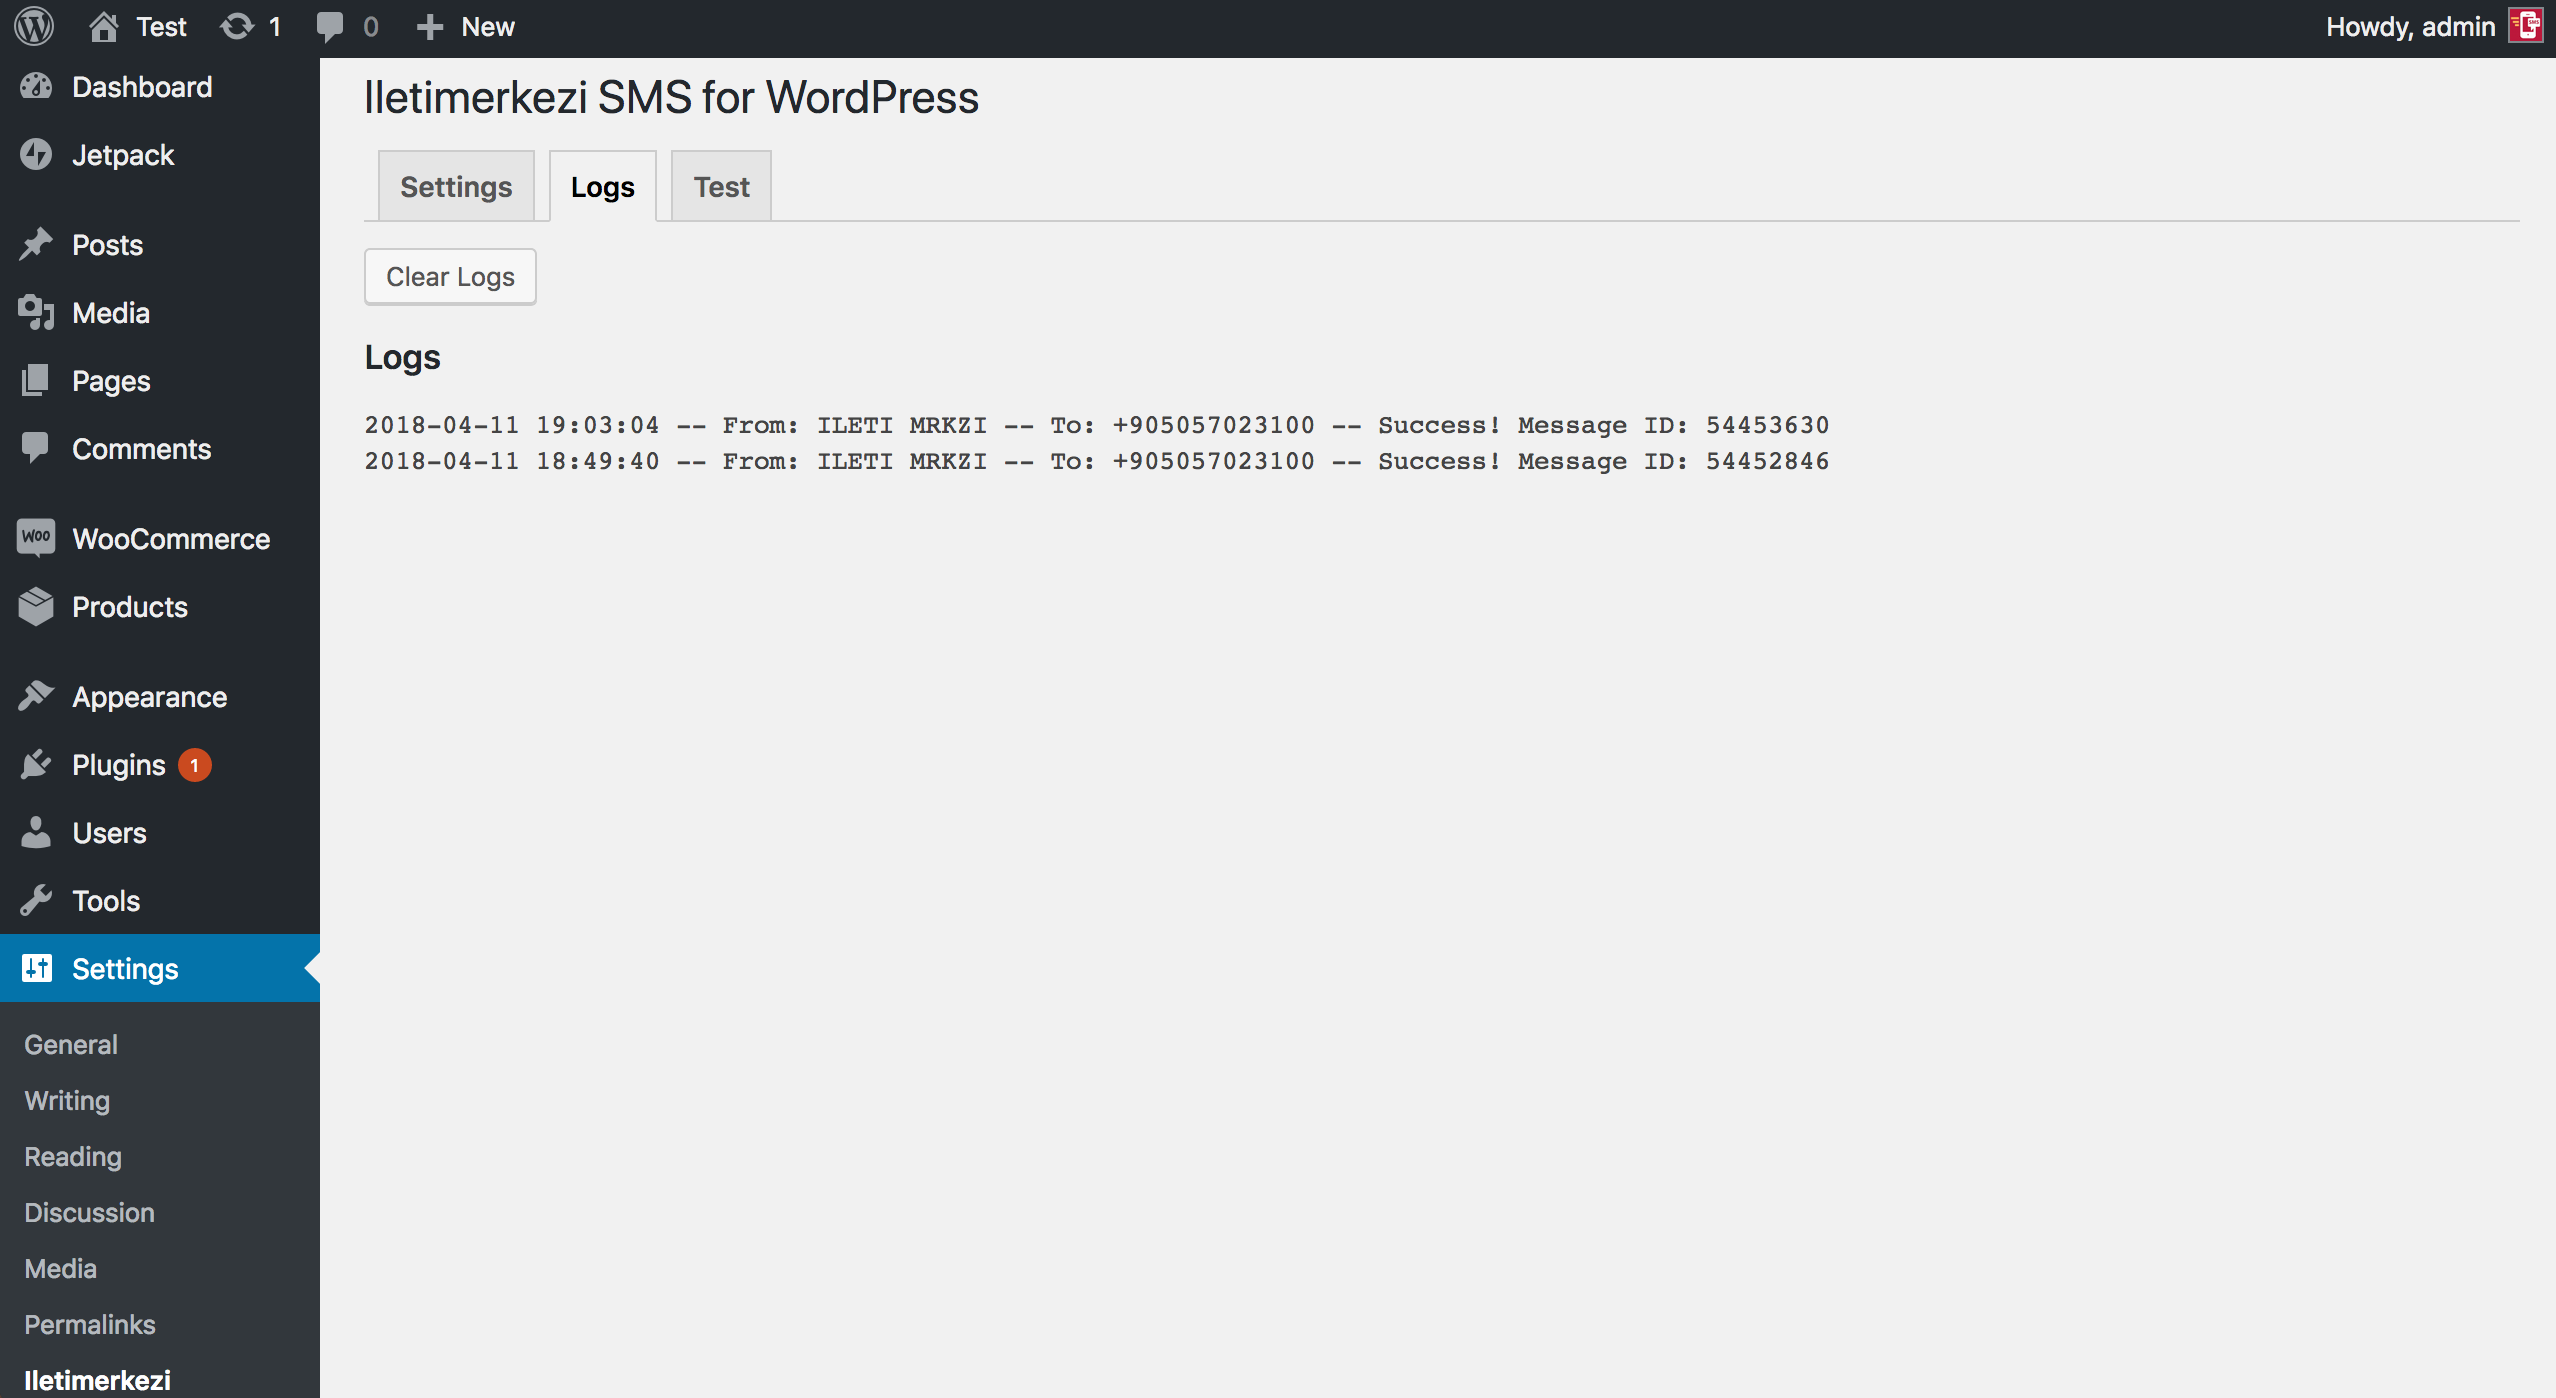 Test 1 0 New Howdy, admin
Dashboard
Jetpack
Posts
Media
Pages
Comments
WooCommerce
Products
Appearance
Plugins 1
Users
Tools
Settings
General
Writing
Reading
Discussion
Media
Permalinks
Iletimerkezi
Iletimerkezi SMS for WordPress
Settings Logs Test
Clear Logs
Logs
2018-04-11 19:03:04 -- From: ILETI MRKZI -- To: +905057023100 -- Success! Message ID: 54453630
2018-04-11 18:49:40 -- From: ILETI MRKZI -- To: +905057023100 -- Success! Message ID: 54452846